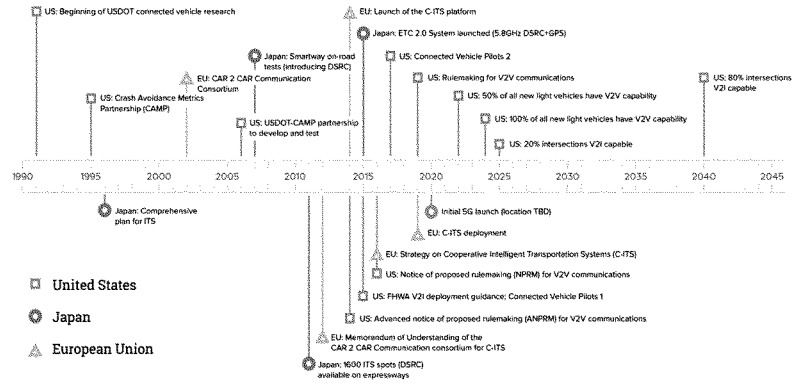 US: Beginning of USDOT connected vehicle research
EU: Launch of the C-ITS platform
Japan: ETC 2.0 System launched (5.8GHz DSRC+GPS)
Japan: Smartway on-road
tests (introducing DSRC)
US: Connected Vehicle Pilots 2
EU: CAR 2 CAR Communication
Consortium
US: Rulemaking for V2V communications
US: 80% intersections
V2I capable
US: Crash Avoidance Metrics
Partnership (CAMP)
US: 50% of all new light vehicles have V2V capability
US: USDOT-CAMP partnership
to develop and test
US: 100% of all new light vehicles have V2V capability
US: 20% intersections V2I capable
1990 1995 2000 2005 2010 2015 2020 2025 2030 2035 2040 2045
Japan: Comprehensive
plan for ITS
Initial 5G launch (location TBD)
EU: C-ITS deployment
EU: Strategy on Cooperative Intelligent Transportation Systems (C-ITS)
US: Notice of proposed rulemaking (NPRM) for V2V communications
US: FHWA V2I deployment guidance; Connected Vehicle Pilots 1
US: Advanced notice of proposed rulemaking (ANPRM) for V2V communications
EU: Memorandum of Understanding of the
CAR 2 CAR Communication consortium for C-ITS
Japan: 1600 ITS spots (DSRC)
available on expressways
United States
Japan
European Union